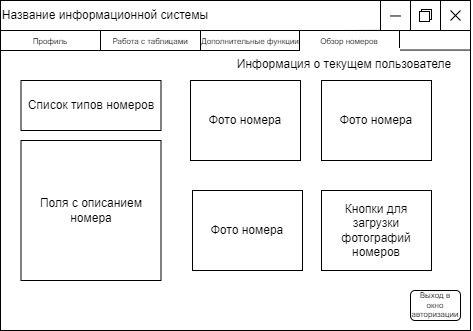 Название информационной системы
Профиль
Работа с таблицами
Дополнительные функции
Обзор номеров
Информация о текущем пользователе
Список типов номеров
Фото номера
Фото номера
Поля с описанием
номера
Фото номера
Кнопки для
загрузки
фотографий
номеров
Выход в
окно
авторизации